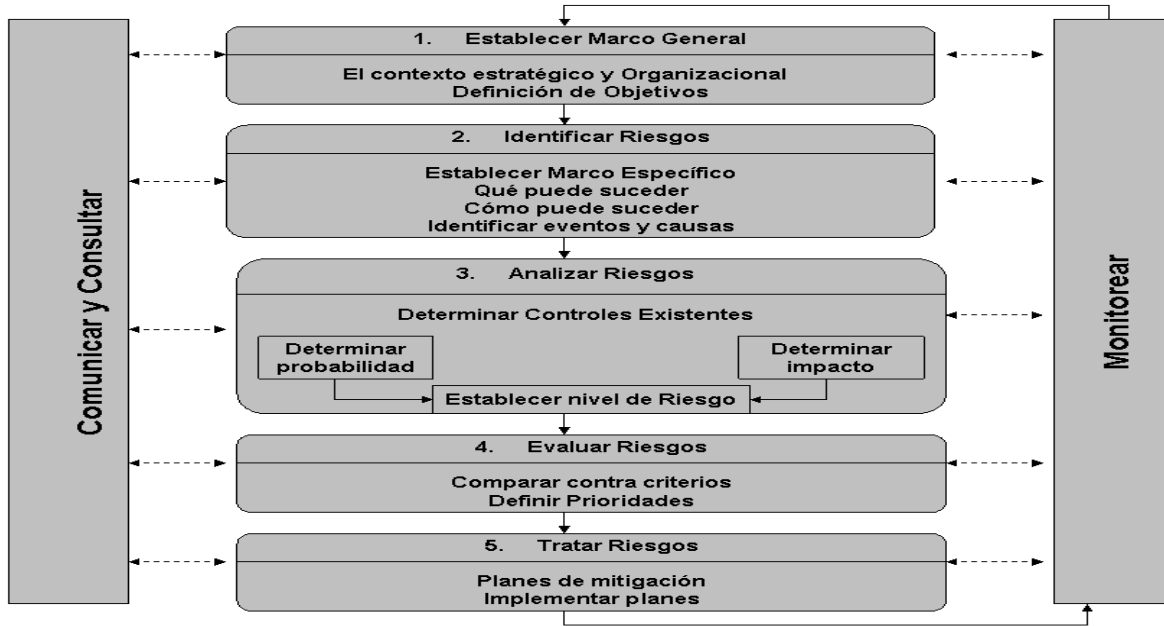 Comunicar y Consultar
1. Establecer Marco General
El contexto estratégico y Organizacional
Definición de Objetivos
2. Identificar Riesgos
Establecer Marco Específico
Qué puede suceder
Cómo puede suceder
Identificar eventos y causas
3. Analizar Riesgos
Determinar Controles Existentes
Determinar
probabilidad
Determinar
impacto
Establecer nivel de Riesgo
4. Evaluar Riesgos
Comparar contra criterios
Definir Prioridades
5. Tratar Riesgos
Planes de mitigación
Implementar planes
Monitorear